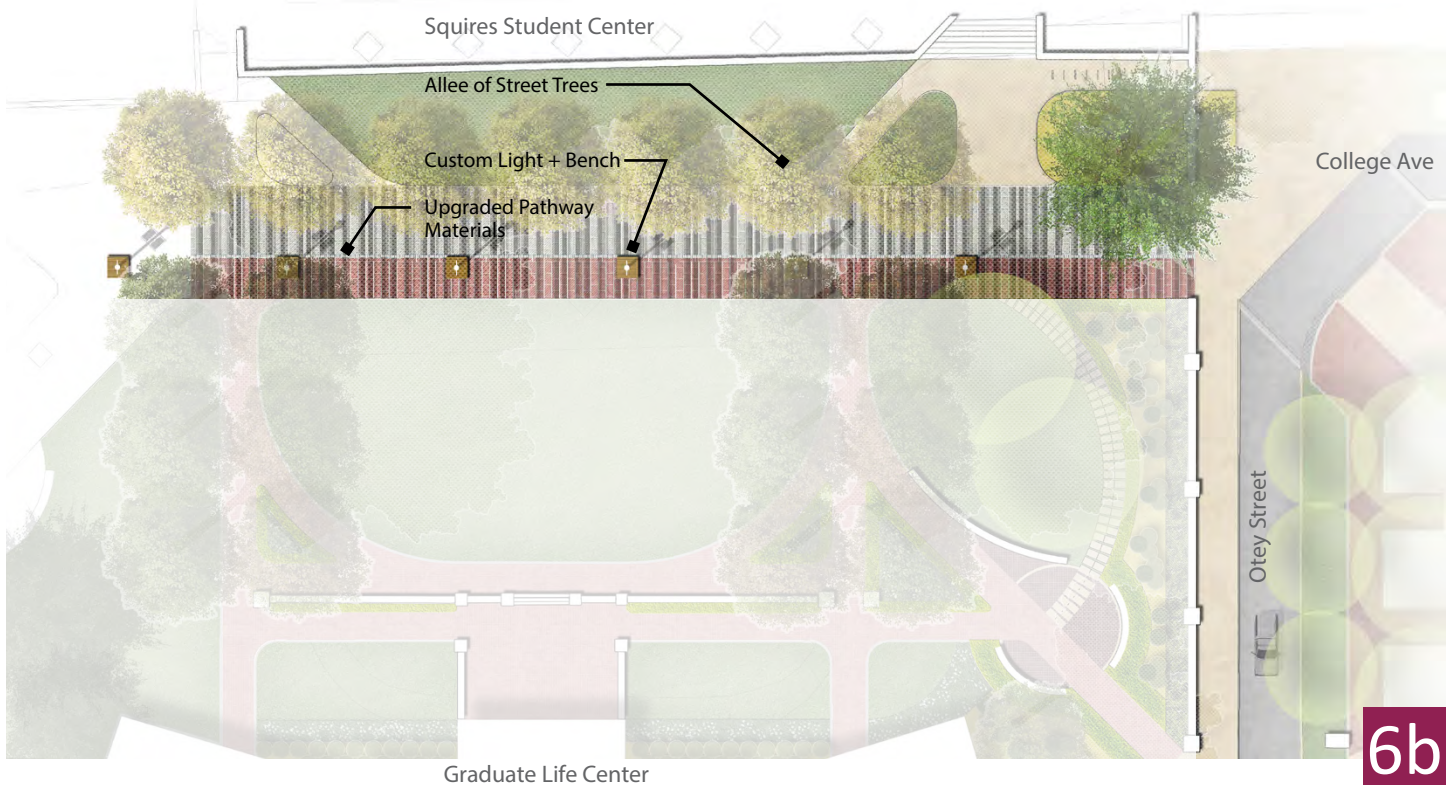 Squires Student Center
Allee of Street Trees
Custom Light + Bench
College Ave
Upgraded Pathway
Materials
Otey Street
Graduate Life Center
6b